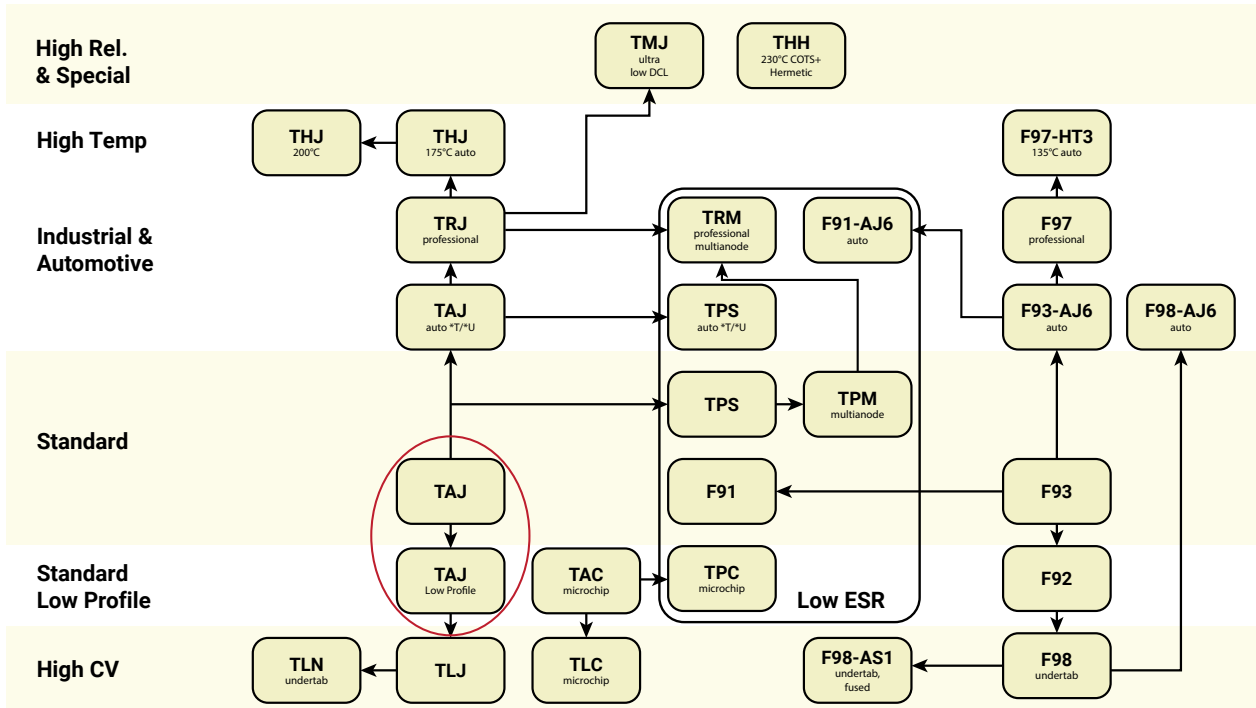 High Rel.
& Special
TMJ
ultra
low DCL
THH
230°C COTS+
Hermetic
High Temp
THJ
200°C
THJ
175°C auto
F97-HT3
135°C auto
Industrial &
Automotive
TRJ
professional
TRM
professional
multianode
F91-AJ6
auto
F97
professional
TAJ
auto *T/*U
TPS
auto *T/*U
F93-AJ6
auto
F98-AJ6
auto
Standard
TPS
TPM
multianode
TAJ
F91
F93
Standard
Low Profile
TAJ
Low Profile
TAC
microchip
TPC
microchip
Low ESR
F92
High CV
TLN
undertab
TLJ
TLC
microchip
F98-AS1
undertab,
fused
F98
undertab